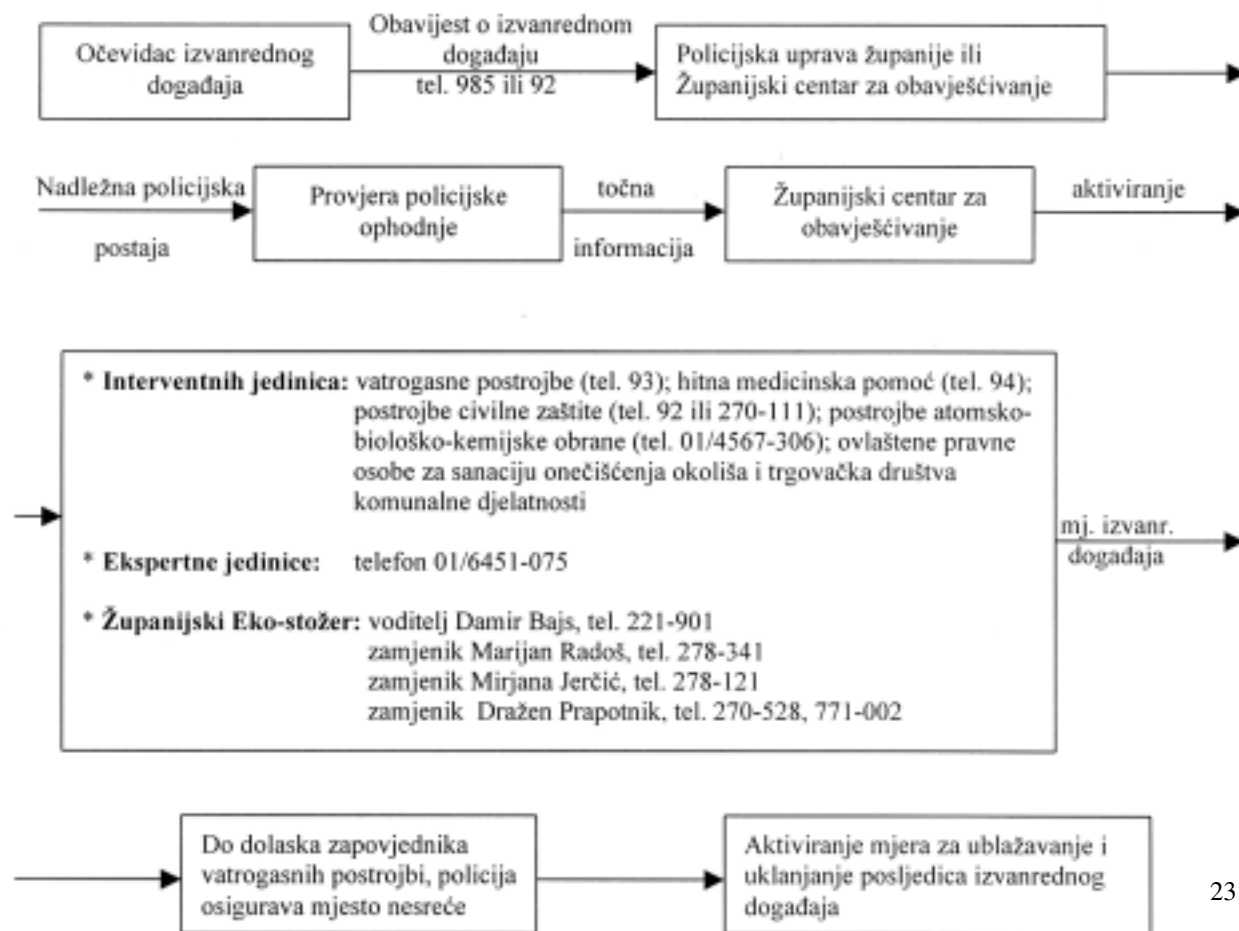 Očevidac izvanrednog
događaja
Obavijest o izvanrednom
događaju
tel. 985 ili 92
Policijska uprava županije ili
Županijski centar za obavješćivanje
Nadležna policijska
postaja
Provjera policijske
ophodnje
točna
informacija
Županijski centar za
obavješćivanje
aktiviranje
* Interventnih jedinica: vatrogasne postrojbe (tel. 93); hitna medicinska pomoć (tel. 94);
postrojbe civilne zaštite (tel. 92 ili 270-111); postrojbe atomsko-
biološko-kemijske obrane (tel. 01/4567-306); ovlaštene pravne
osobe za sanaciju onečišćenja okoliša i trgovačka društva
komunalne djelatnosti
* Ekspertne jedinice: telefon 01/6451-075
* Županijski Eko-stožer: voditelj Damir Bajs, tel. 221-901
zamjenik Marijan Radoš, tel. 278-341
zamjenik Mirjana Jerčić, tel. 278-121
zamjenik Dražen Prapotnik, tel. 270-528, 771-002
mj. izvanr.
događaja
Do dolaska zapovjednika
vatrogasnih postrojbi, policija
osigurava mjesto nesreće
Aktiviranje mjera za ublažavanje i
uklanjanje posljedica izvanrednog
događaja
23